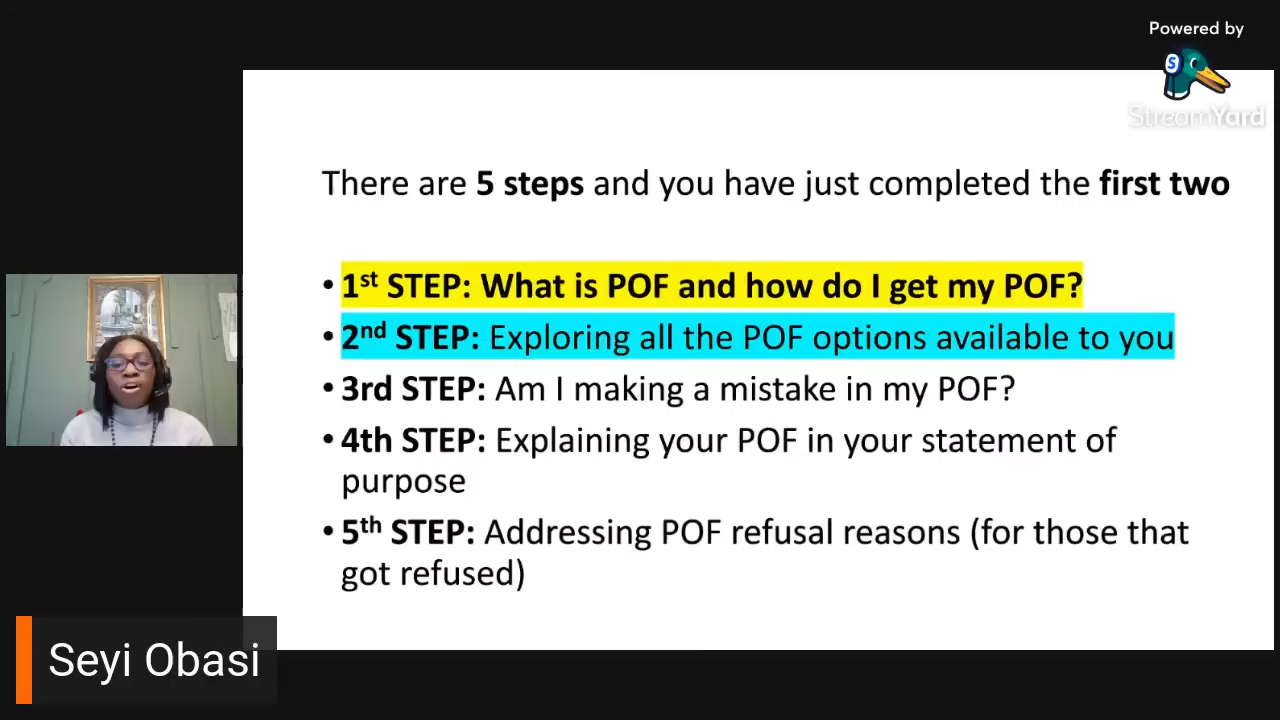 Powered by
StreamYard
There are 5 steps and you have just completed the first two
• 1st STEP: What is POF and how do I get my POF?
• 2nd STEP: Exploring all the POF options available to you
• 3rd STEP: Am I making a mistake in my POF?
• 4th STEP: Explaining your POF in your statement of
purpose
• 5th STEP: Addressing POF refusal reasons (for those that
got refused)
Seyi Obasi